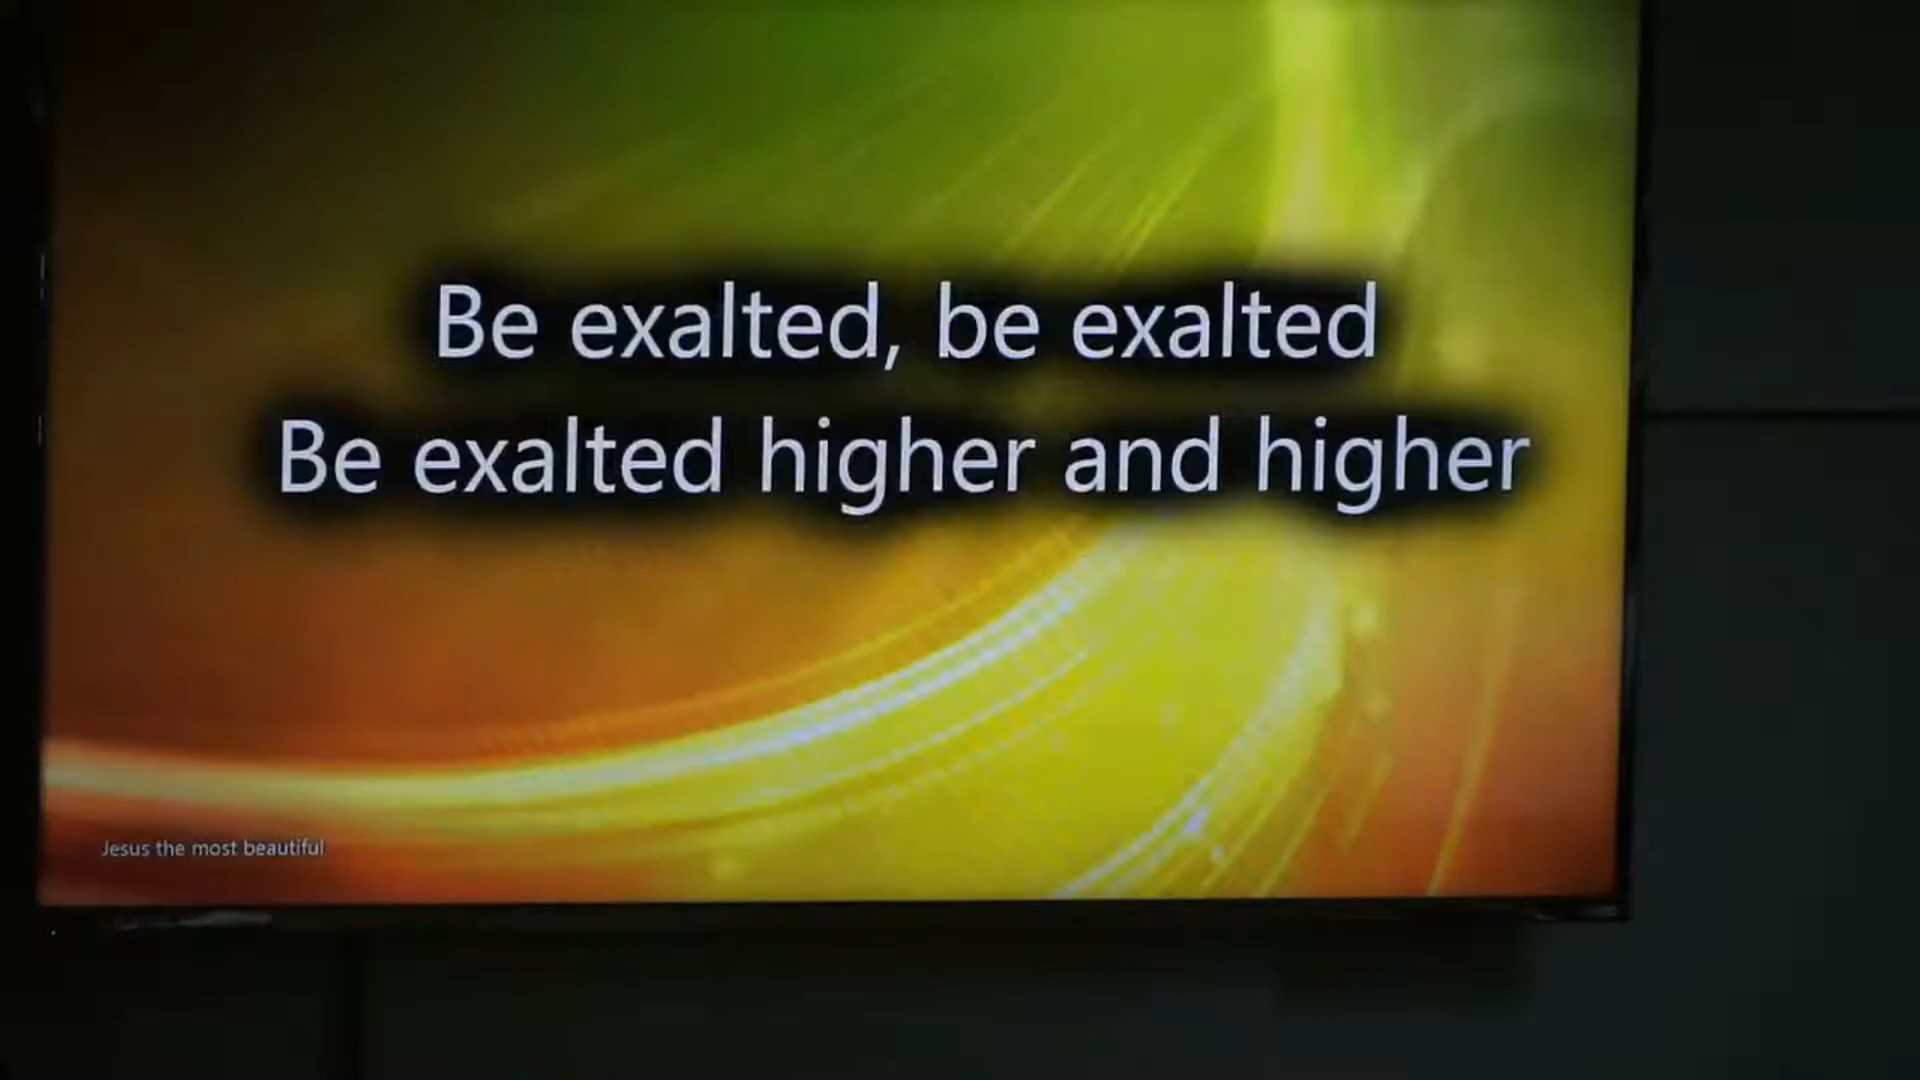 Be exalted, be exalted
Be exalted higher and higher
Jesus the most beautiful